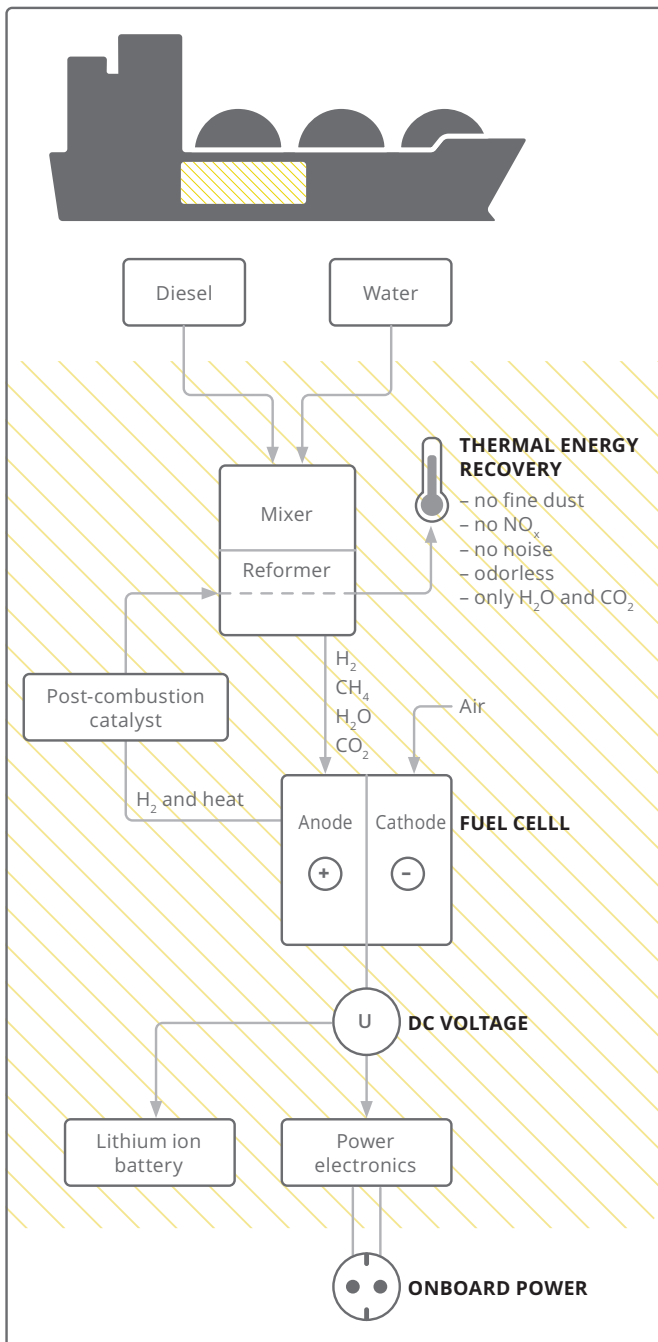 Diesel
Water
THERMAL ENERGY
RECOVERY
– no fine dust
– no NOₓ
– no noise
– odorless
– only H₂O and CO₂
Mixer
Reformer
Post-combustion
catalyst
H₂
CH₄
H₂O
CO₂
Air
H₂ and heat
Anode
Cathode
FUEL CELLL
+
−
U
DC VOLTAGE
Lithium ion
battery
Power
electronics
ONBOARD POWER